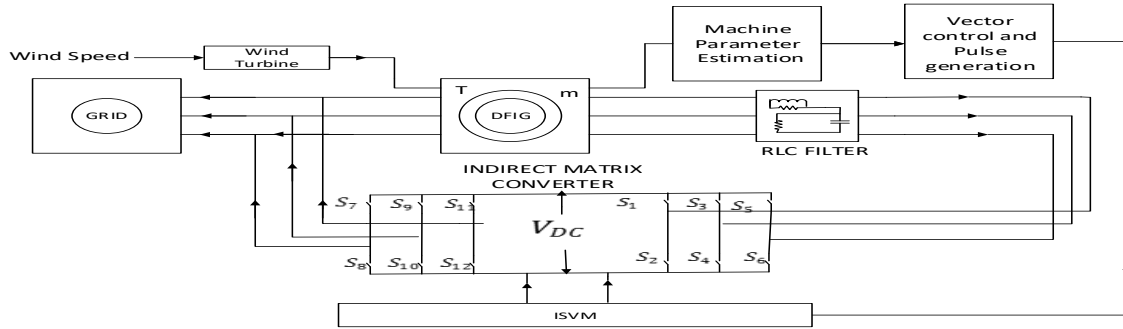 Wind Speed
Wind
Turbine
Machine
Parameter
Estimation
Vector
control and
Pulse
generation
GRID
T
m
DFIG
RLC FILTER
INDIRECT MATRIX
CONVERTER
S7
S9
S11
S1
S3
S5
VDC
S8
S10
S12
S2
S4
S6
ISVM